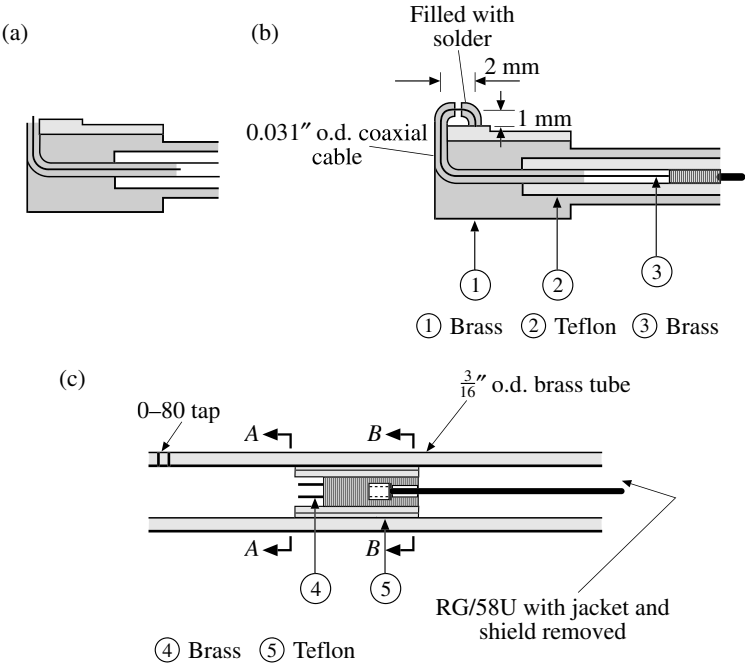 (a)
(b)
Filled with
solder
2 mm
1 mm
0.031″ o.d. coaxial
cable
1
2
3
① Brass ② Teflon ③ Brass
(c)
3/16″ o.d. brass tube
0–80 tap
A
B
A
B
4
5
RG/58U with jacket and
shield removed
④ Brass ⑤ Teflon